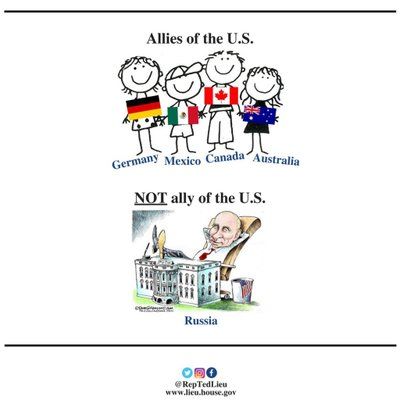 Allies of the U.S.
Germany Mexico Canada Australia
NOT ally of the U.S.
Russia
@RepTedLieu
www.lieu.house.gov